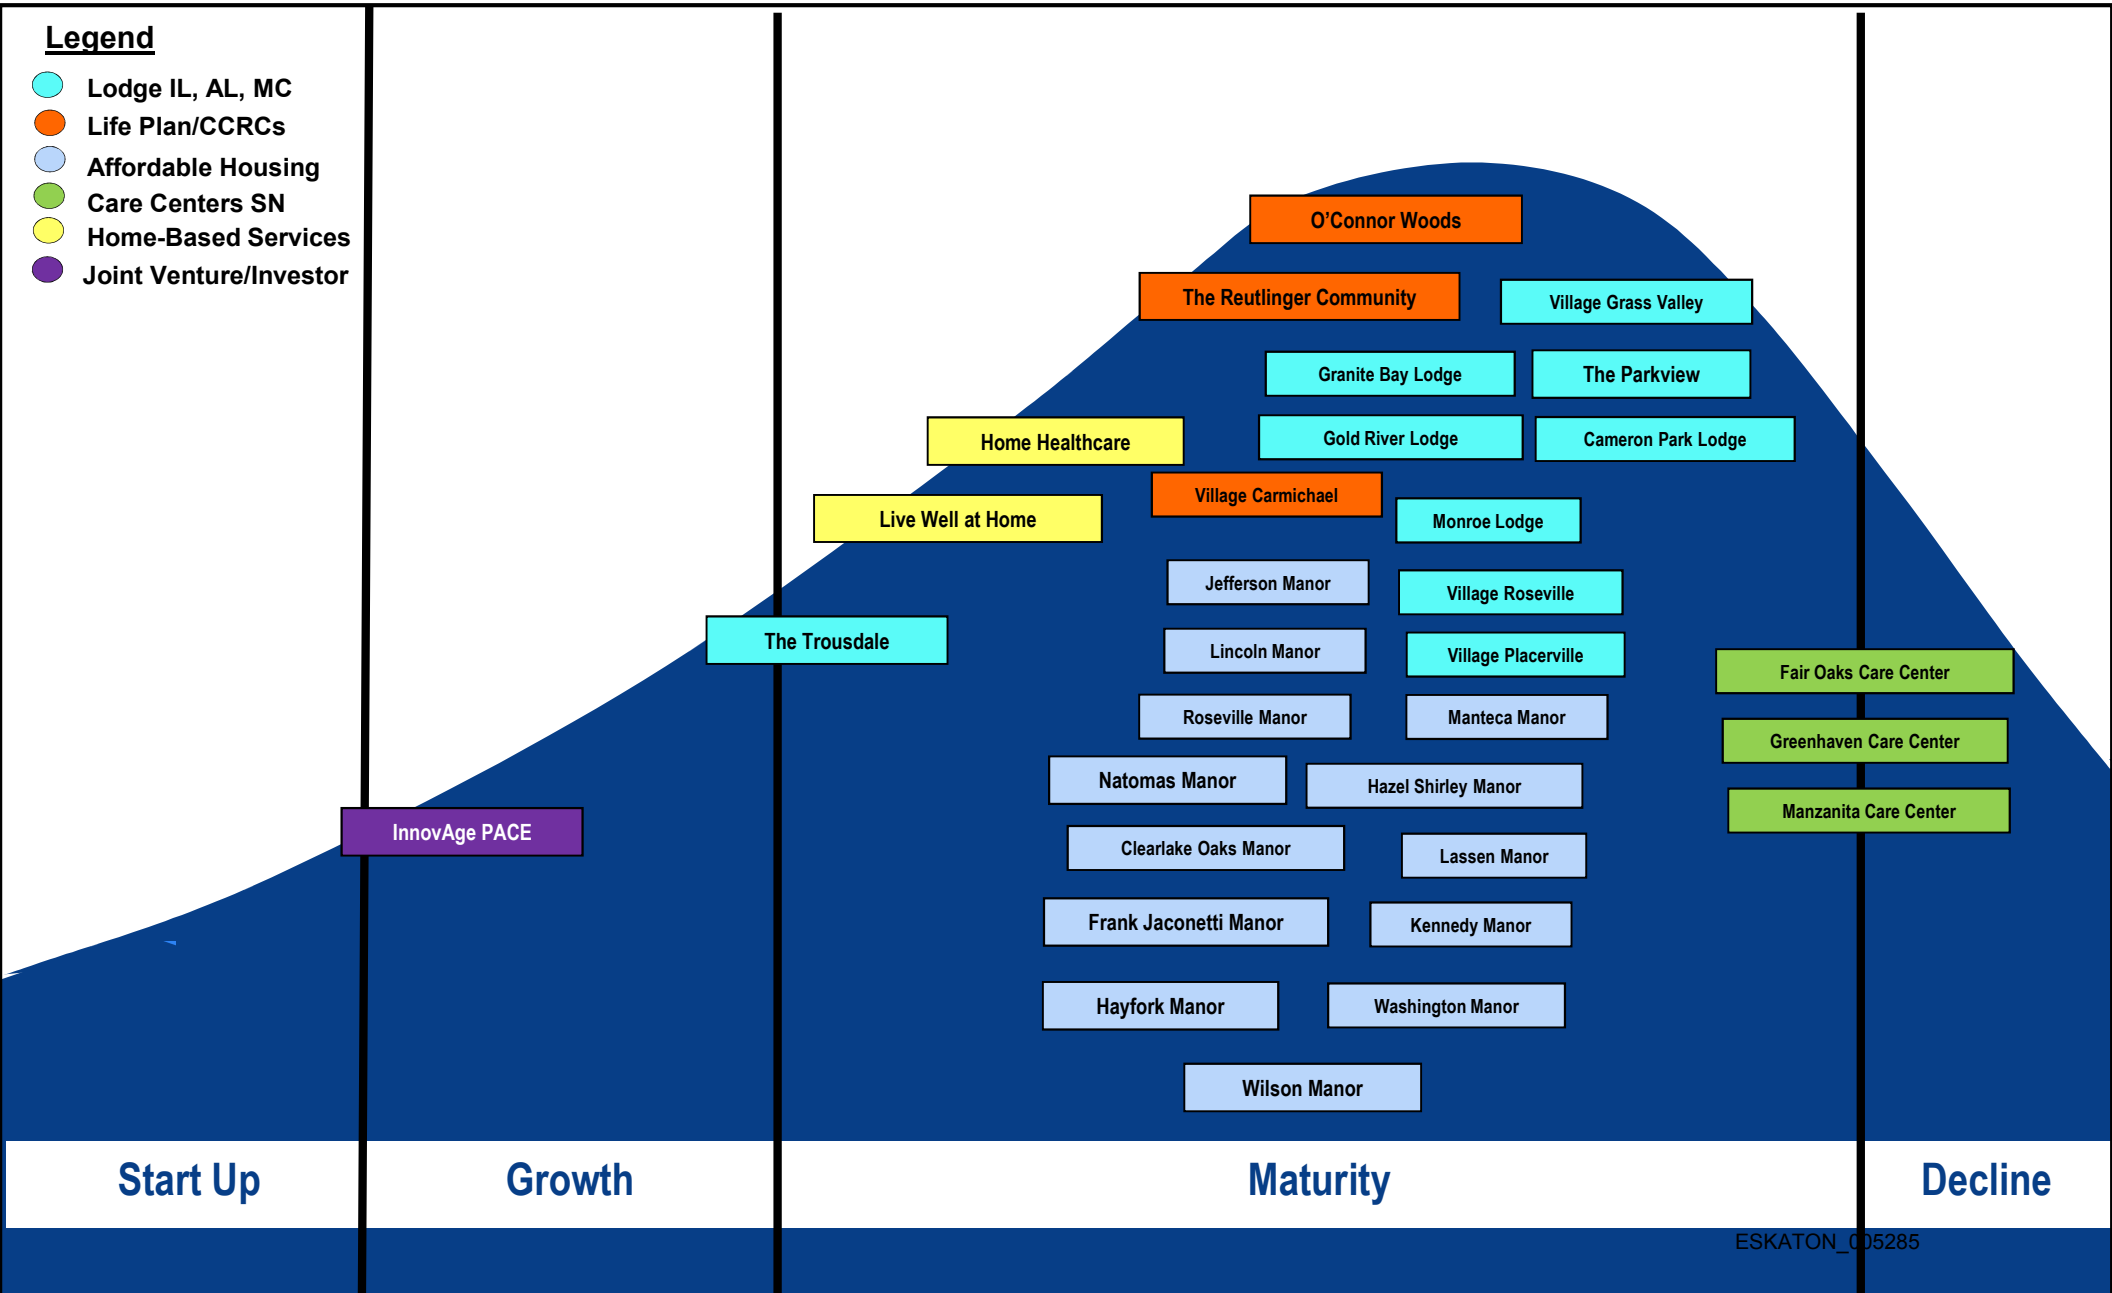 Legend
Lodge IL, AL, MC
Life Plan/CCRCs
Affordable Housing
Care Centers SN
Home-Based Services
Joint Venture/Investor
O’Connor Woods
The Reutlinger Community
Village Grass Valley
Granite Bay Lodge
The Parkview
Home Healthcare
Gold River Lodge
Cameron Park Lodge
Village Carmichael
Live Well at Home
Monroe Lodge
Jefferson Manor
Village Roseville
The Trousdale
Lincoln Manor
Village Placerville
Fair Oaks Care Center
Roseville Manor
Manteca Manor
Greenhaven Care Center
Natomas Manor
Hazel Shirley Manor
Manzanita Care Center
InnovAge PACE
Clearlake Oaks Manor
Lassen Manor
Frank Jaconetti Manor
Kennedy Manor
Hayfork Manor
Washington Manor
Wilson Manor
Start Up
Growth
Maturity
Decline
ESKATON_005285